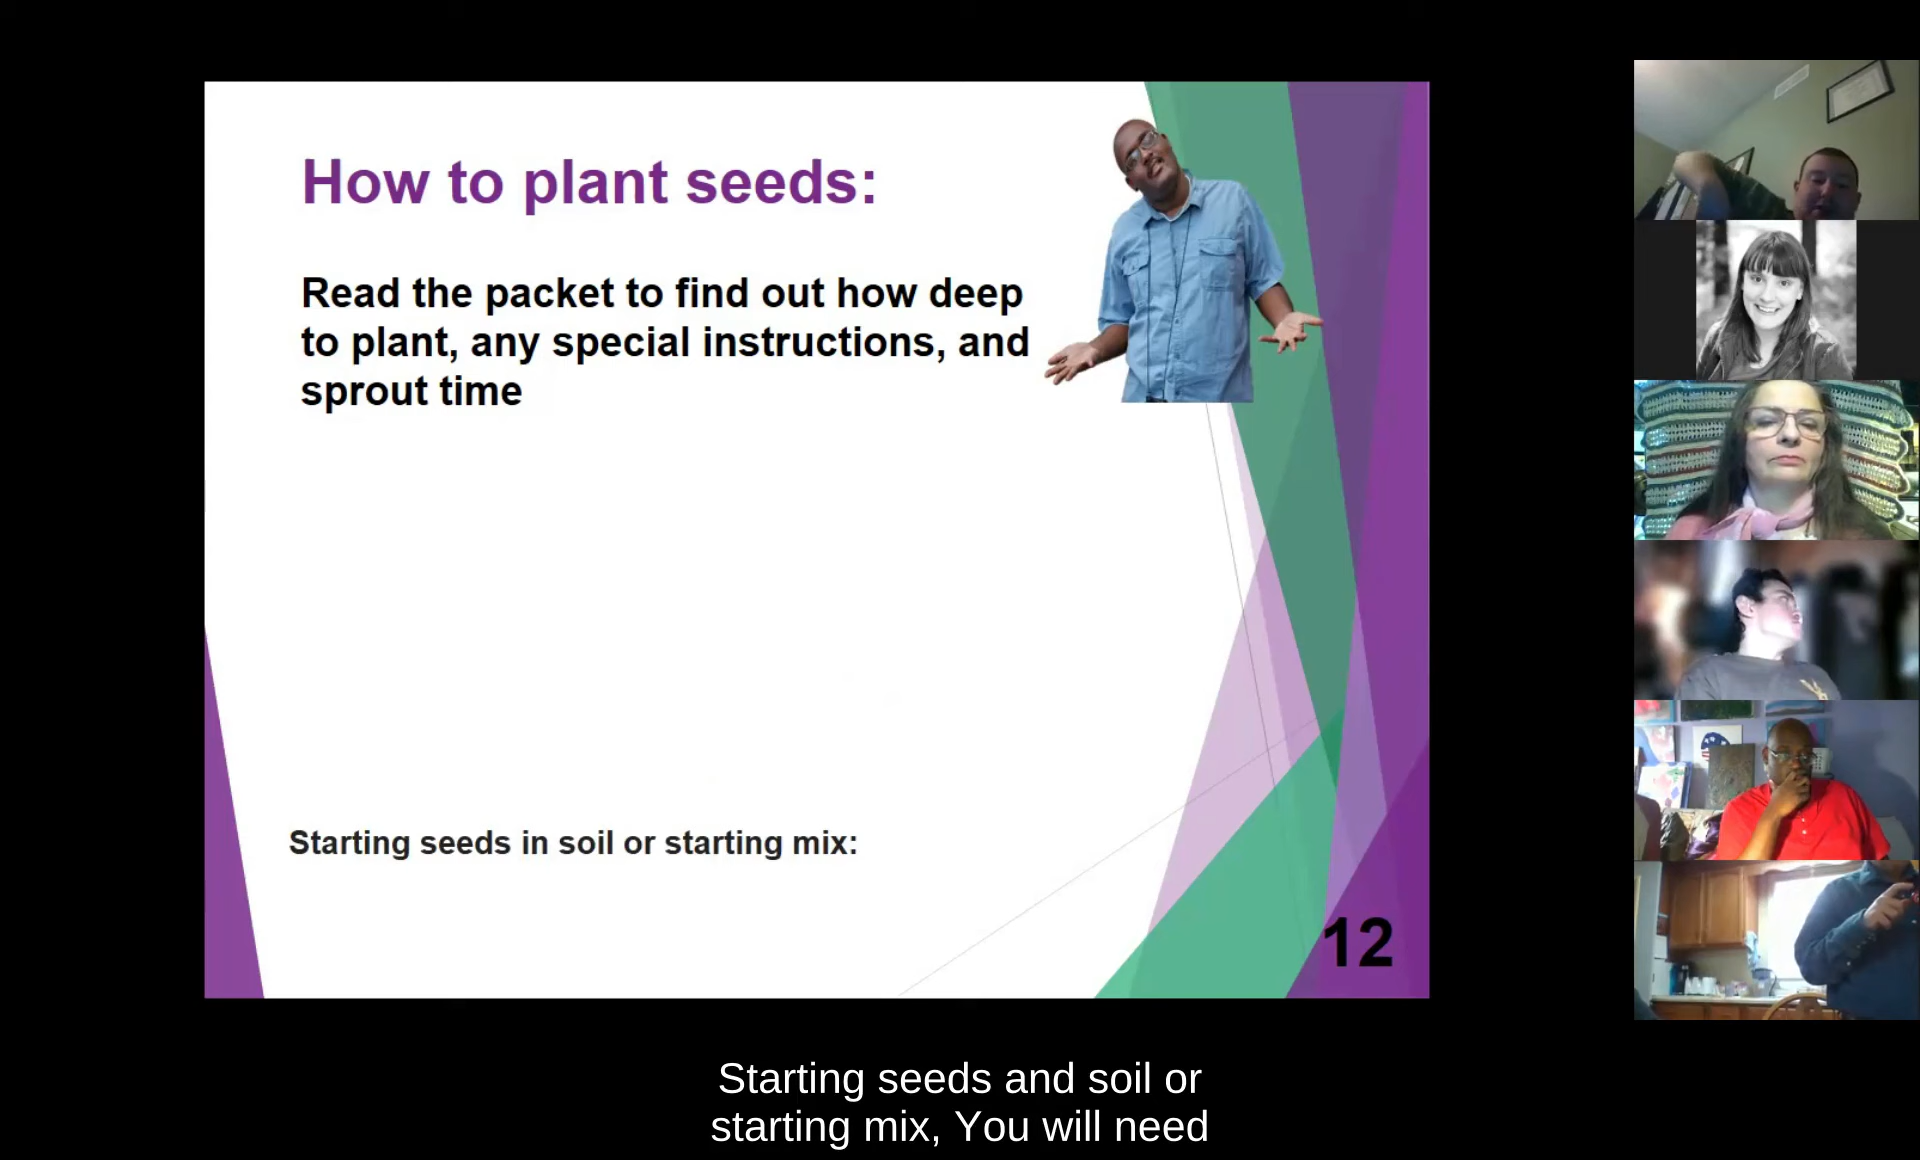 How to plant seeds:
Read the packet to find out how deep
to plant, any special instructions, and
sprout time
Starting seeds in soil or starting mix:
12
Starting seeds and soil or
starting mix, You will need